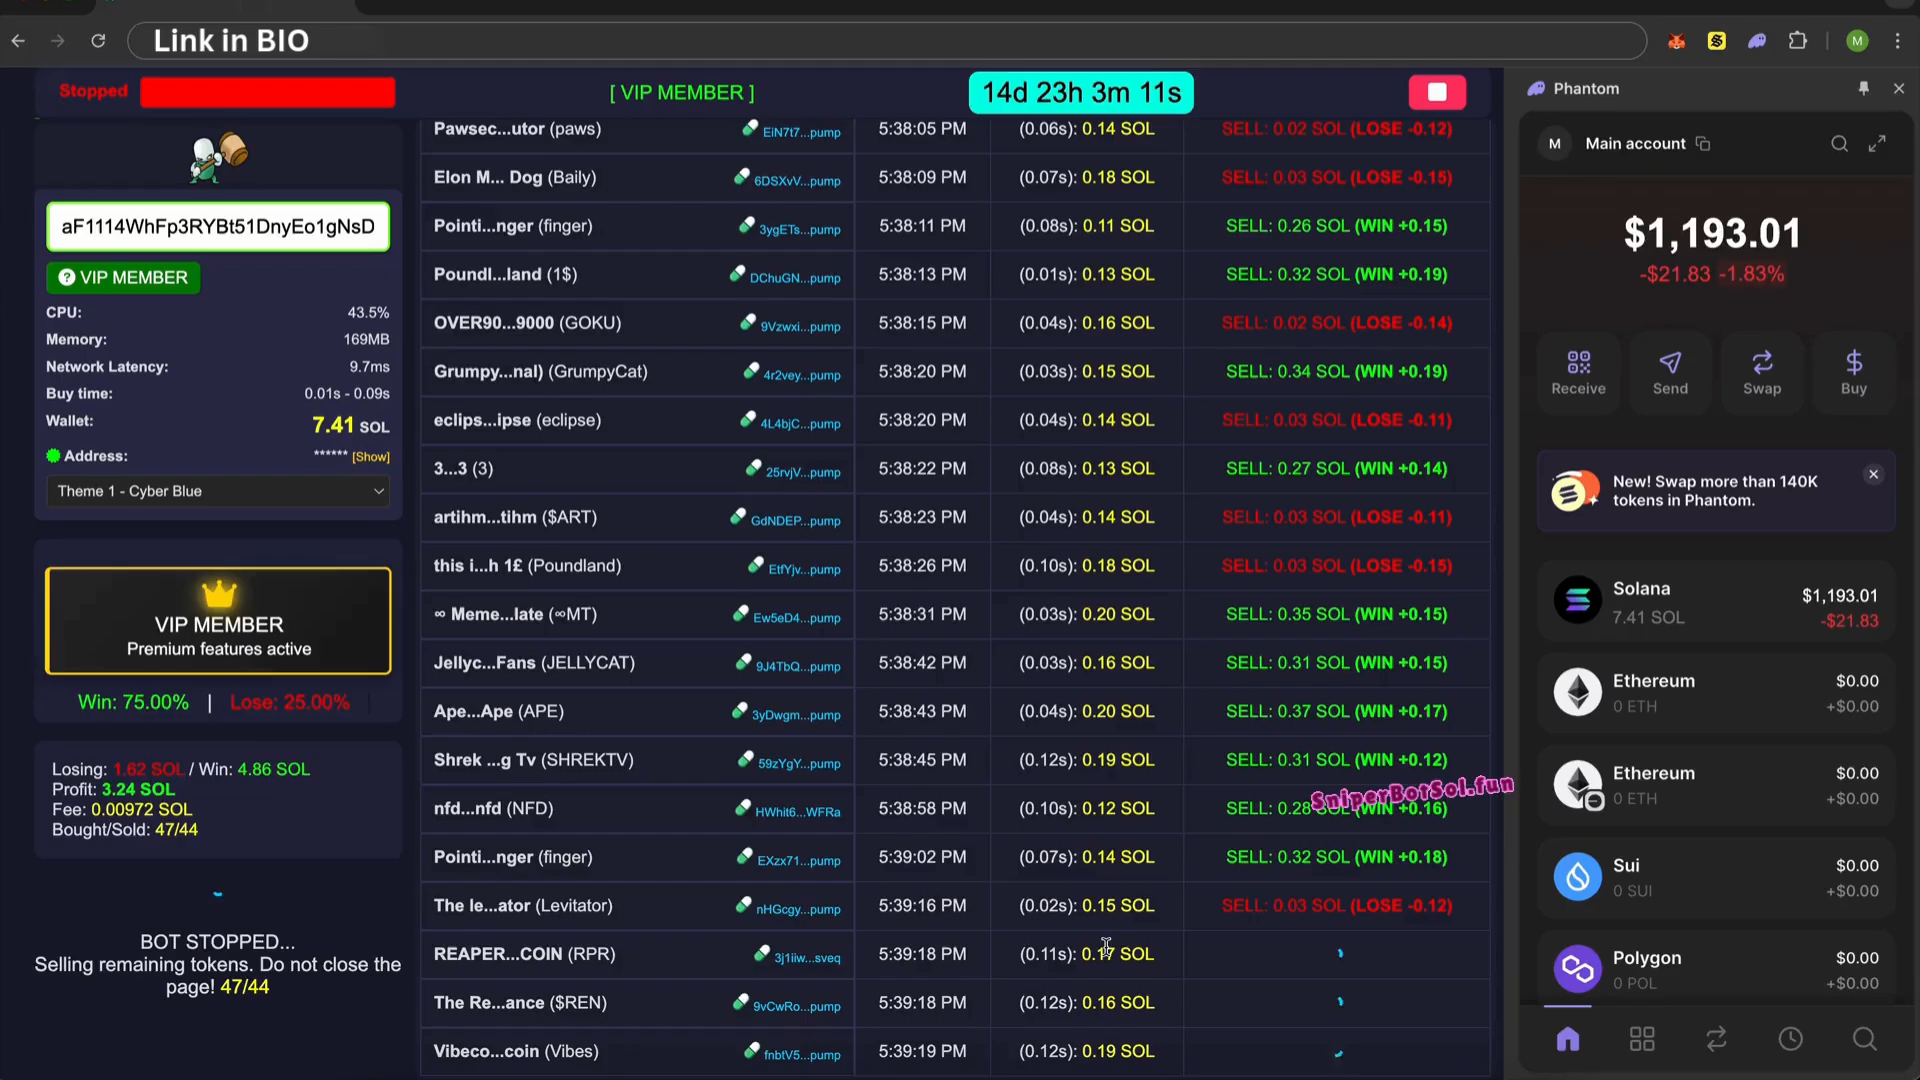 Link in BIO
M
Stopped
[ VIP MEMBER ]
14d 23h 3m 11s
aF1114WhFp3RYBt51DnyEo1gNsD
? VIP MEMBER
CPU: 43.5%
Memory: 169MB
Network Latency: 9.7ms
Buy time: 0.01s - 0.09s
Wallet: 7.41 SOL
Address: ****** [Show]
Theme 1 - Cyber Blue
VIP MEMBER
Premium features active
Win: 75.00% | Lose: 25.00%
Losing: 1.62 SOL / Win: 4.86 SOL
Profit: 3.24 SOL
Fee: 0.00972 SOL
Bought/Sold: 47/44
BOT STOPPED...
Selling remaining tokens. Do not close the
page! 47/44
Pawsec...utor (paws) EiN7t7...pump 5:38:05 PM (0.06s): 0.14 SOL SELL: 0.02 SOL (LOSE -0.12)
Elon M... Dog (Baily) 6DSXvV...pump 5:38:09 PM (0.07s): 0.18 SOL SELL: 0.03 SOL (LOSE -0.15)
Pointi...nger (finger) 3ygETs...pump 5:38:11 PM (0.08s): 0.11 SOL SELL: 0.26 SOL (WIN +0.15)
Poundl...land (1$) DChuGN...pump 5:38:13 PM (0.01s): 0.13 SOL SELL: 0.32 SOL (WIN +0.19)
OVER90...9000 (GOKU) 9Vzwxi...pump 5:38:15 PM (0.04s): 0.16 SOL SELL: 0.02 SOL (LOSE -0.14)
Grumpy...nal) (GrumpyCat) 4r2vey...pump 5:38:20 PM (0.03s): 0.15 SOL SELL: 0.34 SOL (WIN +0.19)
eclips...ipse (eclipse) 4L4bjC...pump 5:38:20 PM (0.04s): 0.14 SOL SELL: 0.03 SOL (LOSE -0.11)
3...3 (3) 25rvjV...pump 5:38:22 PM (0.08s): 0.13 SOL SELL: 0.27 SOL (WIN +0.14)
artihm...tihm ($ART) GdNDEP...pump 5:38:23 PM (0.04s): 0.14 SOL SELL: 0.03 SOL (LOSE -0.11)
this i...h 1£ (Poundland) EtfYjv...pump 5:38:26 PM (0.10s): 0.18 SOL SELL: 0.03 SOL (LOSE -0.15)
∞ Meme...late (∞MT) Ew5eD4...pump 5:38:31 PM (0.03s): 0.20 SOL SELL: 0.35 SOL (WIN +0.15)
Jellyc...Fans (JELLYCAT) 9J4TbQ...pump 5:38:42 PM (0.03s): 0.16 SOL SELL: 0.31 SOL (WIN +0.15)
Ape...Ape (APE) 3yDwgm...pump 5:38:43 PM (0.04s): 0.20 SOL SELL: 0.37 SOL (WIN +0.17)
Shrek ...g Tv (SHREKTV) 59zYgY...pump 5:38:45 PM (0.12s): 0.19 SOL SELL: 0.31 SOL (WIN +0.12)
SniperBotSol.fun
nfd...nfd (NFD) HWhit6...WFRa 5:38:58 PM (0.10s): 0.12 SOL SELL: 0.28 SOL (WIN +0.16)
Pointi...nger (finger) EXzx71...pump 5:39:02 PM (0.07s): 0.14 SOL SELL: 0.32 SOL (WIN +0.18)
The le...ator (Levitator) nHGcgy...pump 5:39:16 PM (0.02s): 0.15 SOL SELL: 0.03 SOL (LOSE -0.12)
REAPER...COIN (RPR) 3j1iiw...sveq 5:39:18 PM (0.11s): 0.17 SOL
The Re...ance ($REN) 9vCwRo...pump 5:39:18 PM (0.12s): 0.16 SOL
Vibeco...coin (Vibes) fnbtV5...pump 5:39:19 PM (0.12s): 0.19 SOL
Phantom
M Main account
$1,193.01
-$21.83 -1.83%
Receive Send Swap Buy
New! Swap more than 140K
tokens in Phantom.
Solana $1,193.01
7.41 SOL -$21.83
Ethereum $0.00
0 ETH +$0.00
Ethereum $0.00
0 ETH +$0.00
Sui $0.00
0 SUI +$0.00
Polygon $0.00
0 POL +$0.00